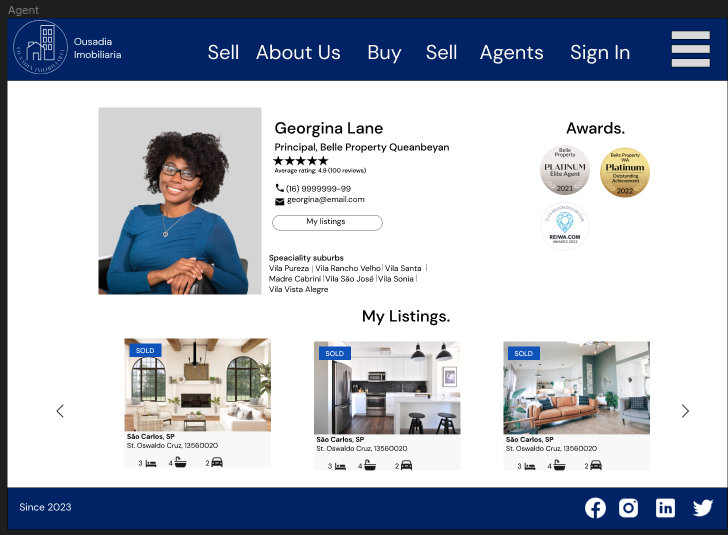 Agent
Ousadia
Imobiliaria
Sell About Us Buy Sell Agents Sign In
Georgina Lane
Principal, Belle Property Queanbeyan
Average rating: 4.9 (100 reviews)
(16) 9999999-99
georgina@email.com
My listings
Speaciality suburbs
Vila Pureza | Vila Rancho Velho| Vila Santa |
Madre Cabrini |Vila São José |Vila Sonia |
Vila Vista Alegre
Awards.
Belle
Property
PLATINUM
Elite Agent
2021
Belle Property
WA
Platinum
Outstanding
Achievement
2022
REIWA.COM
AWARDS 2023
My Listings.
SOLD
São Carlos, SP
St. Oswaldo Cruz, 13560020
3 4 2
SOLD
São Carlos, SP
St. Oswaldo Cruz, 13560020
3 4 2
SOLD
São Carlos, SP
St. Oswaldo Cruz, 13560020
3 4 2
Since 2023